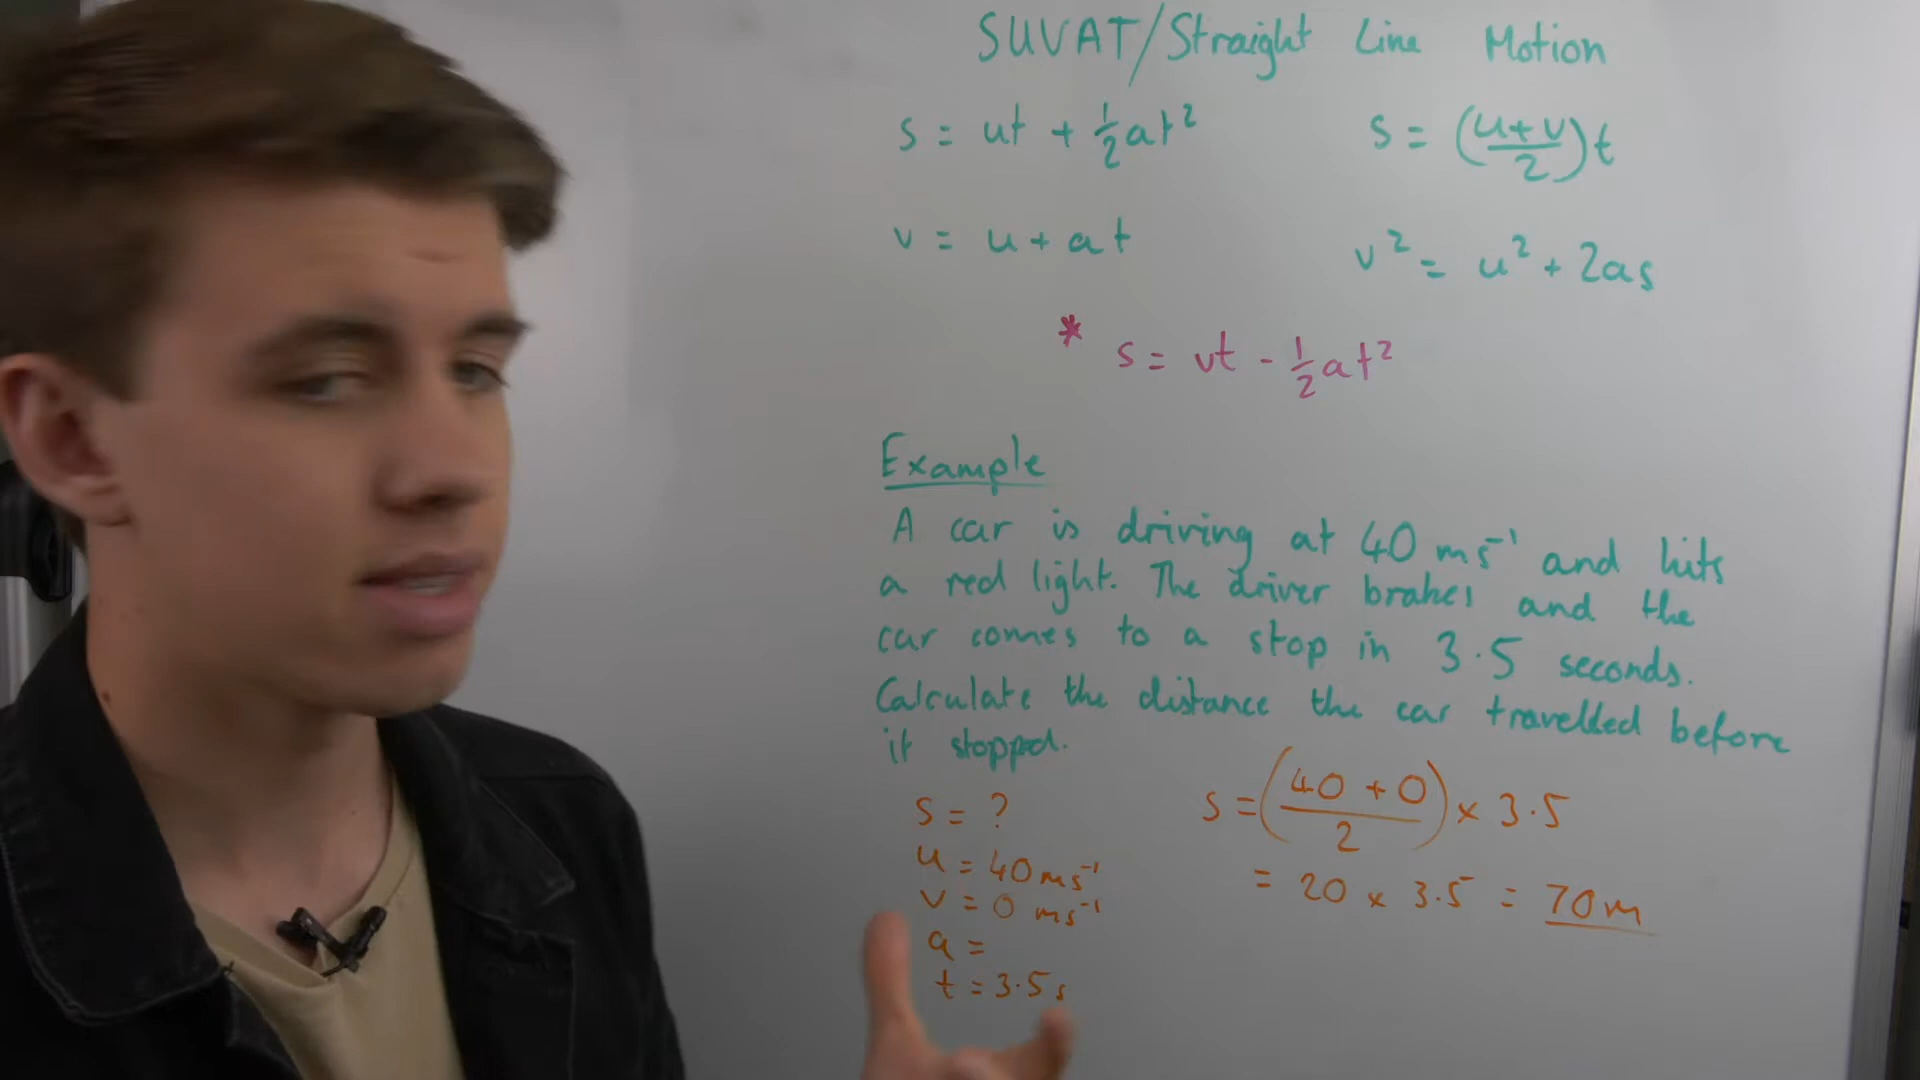 SUVAT/Straight Line Motion
s = ut + ½at²
s = (u+v/2)t
v = u + at
v² = u² + 2as
* s = vt - ½at²
Example
A car is driving at 40 ms⁻¹ and hits
a red light. The driver brakes and the
car comes to a stop in 3.5 seconds.
Calculate the distance the car travelled before
it stopped.
s = ?
u = 40 ms⁻¹
v = 0 ms⁻¹
a =
t = 3.5 s
s = (40 + 0/2) × 3.5
= 20 × 3.5 = 70m